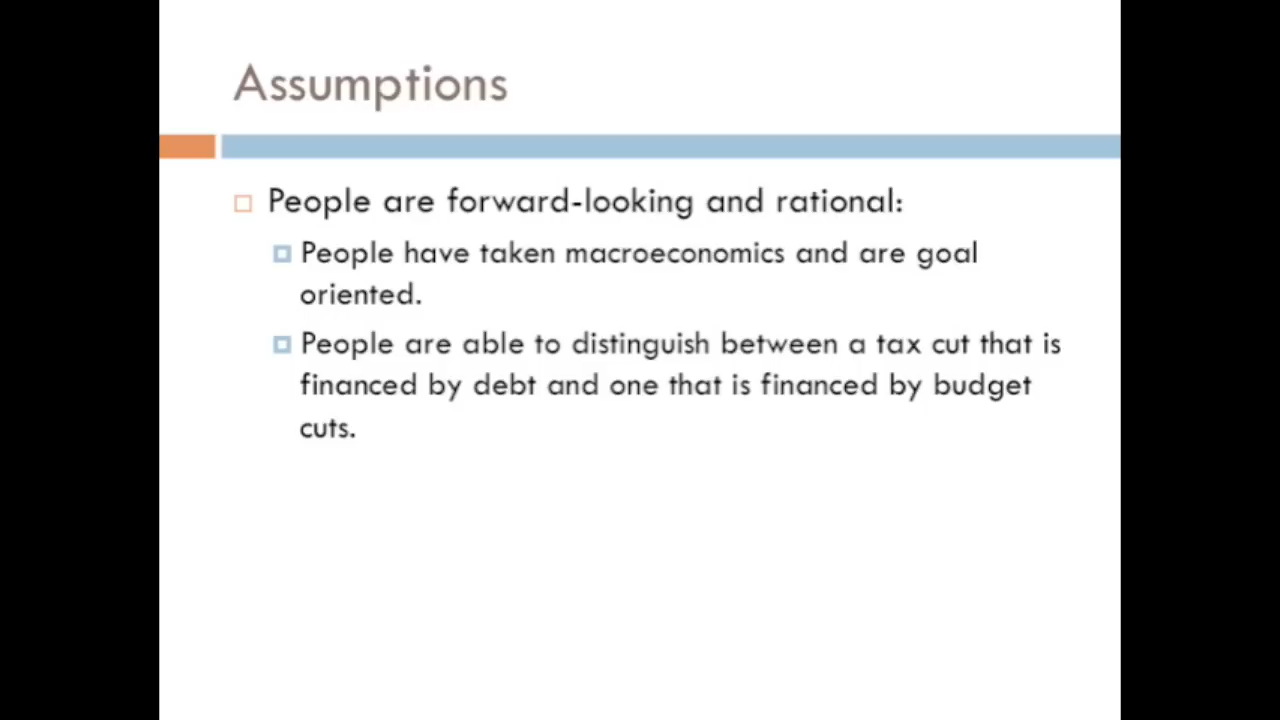 Assumptions
People are forward-looking and rational:
People have taken macroeconomics and are goal
oriented.
People are able to distinguish between a tax cut that is
financed by debt and one that is financed by budget
cuts.